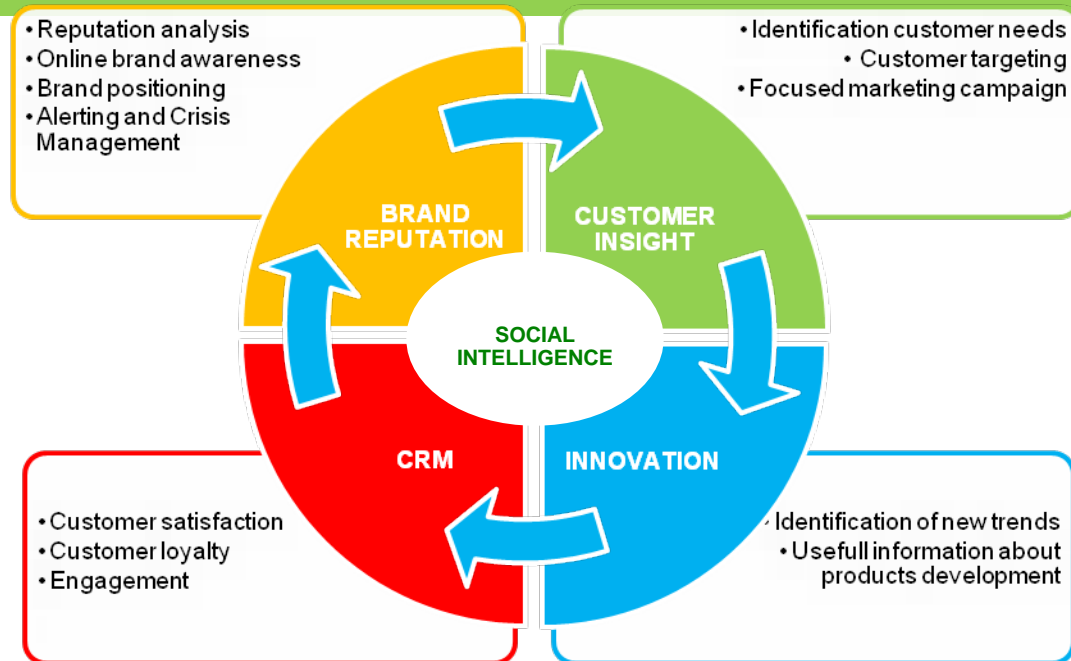 • Reputation analysis
• Online brand awareness
• Brand positioning
• Alerting and Crisis
Management
• Identification customer needs
• Customer targeting
• Focused marketing campaign
BRAND
REPUTATION
CUSTOMER
INSIGHT
SOCIAL
INTELLIGENCE
CRM
INNOVATION
• Customer satisfaction
• Customer loyalty
• Engagement
• Identification of new trends
• Usefull information about
products development